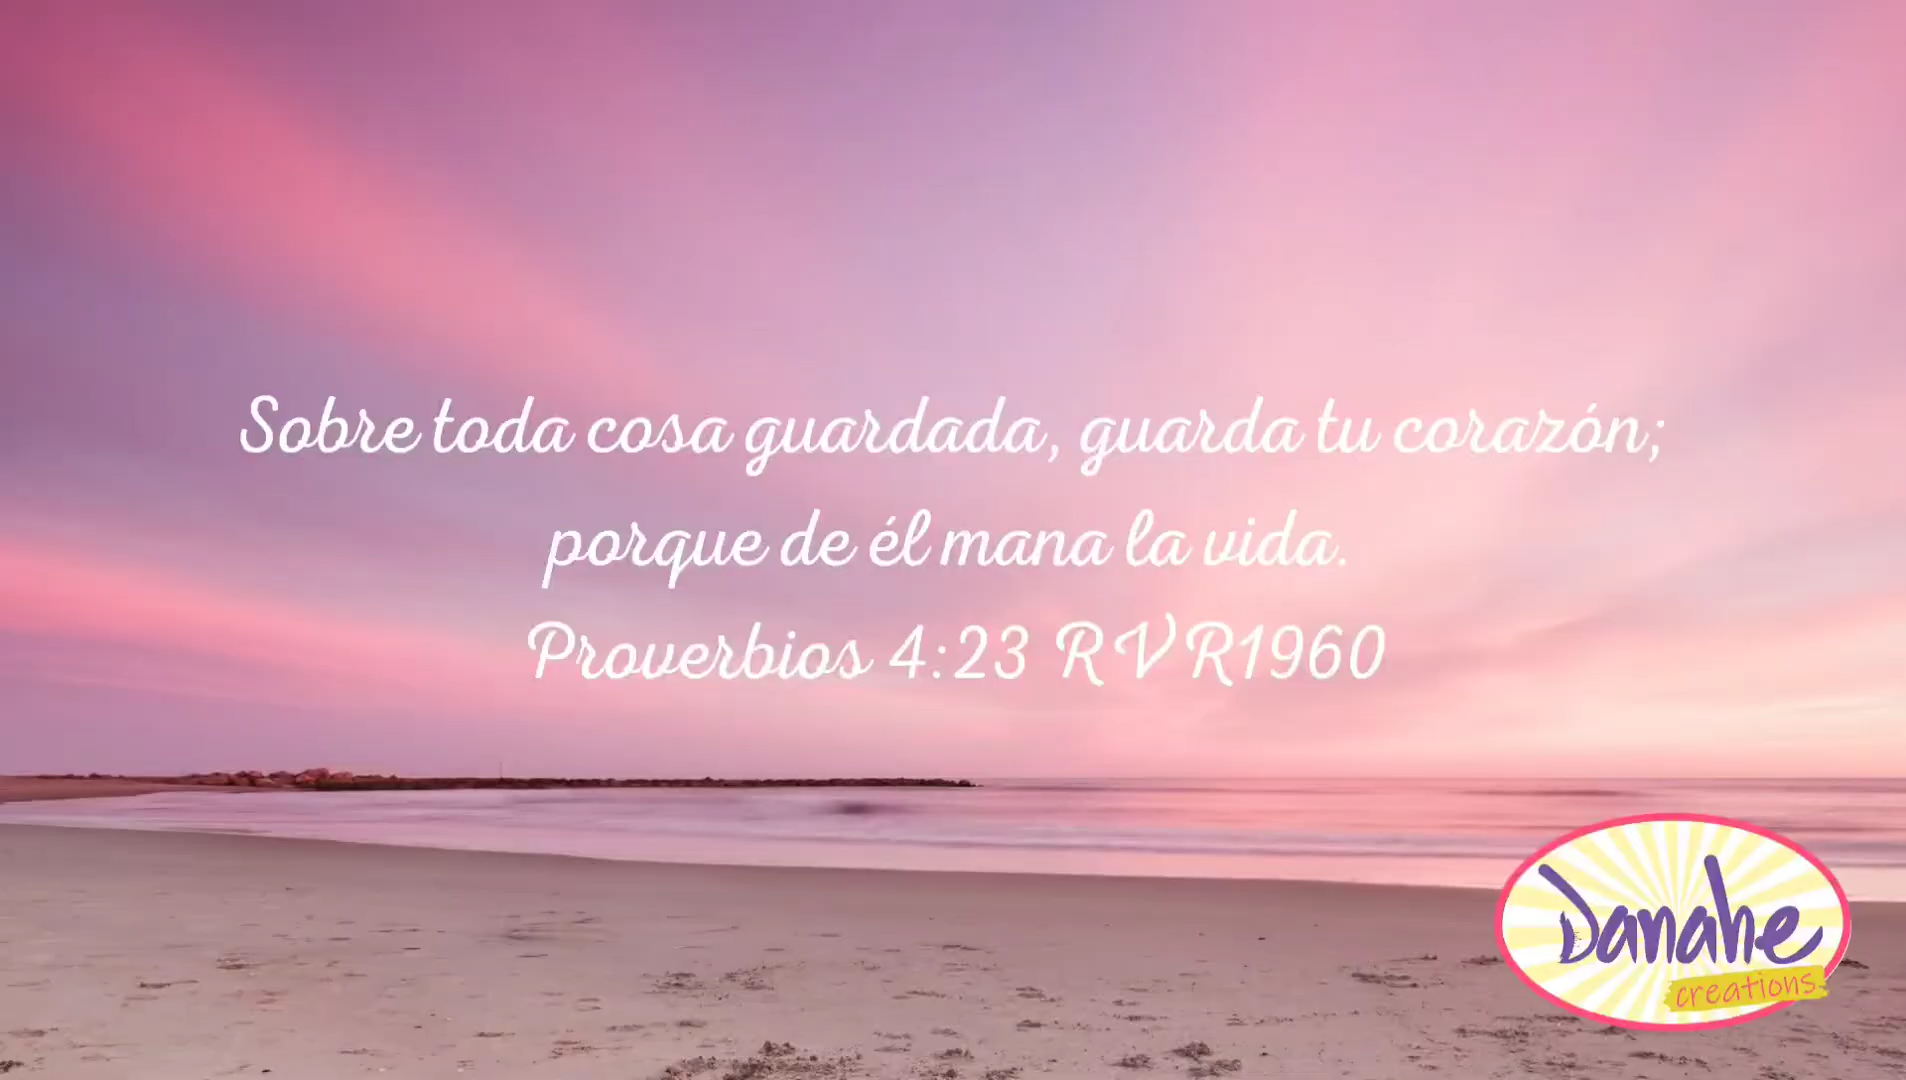 Sobre toda cosa guardada, guarda tu corazón;
porque de él mana la vida.
Proverbios 4:23 RVR1960
Danahe
creations